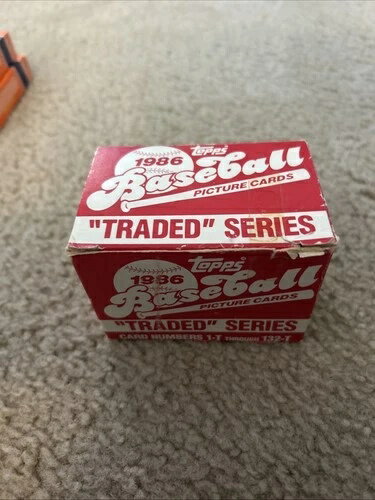 topps
1986
Baseball
PICTURE CARDS
"TRADED" SERIES
topps
1986
Baseball
PICTURE CARDS
"TRADED" SERIES
CARD NUMBERS 1-T THROUGH 132-T